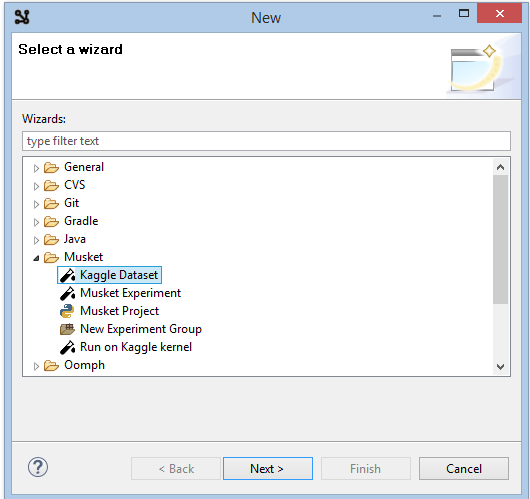 New
Select a wizard
Wizards:
type filter text
General
CVS
Git
Gradle
Java
Musket
Kaggle Dataset
Musket Experiment
Musket Project
New Experiment Group
Run on Kaggle kernel
Oomph
?
< Back
Next >
Finish
Cancel